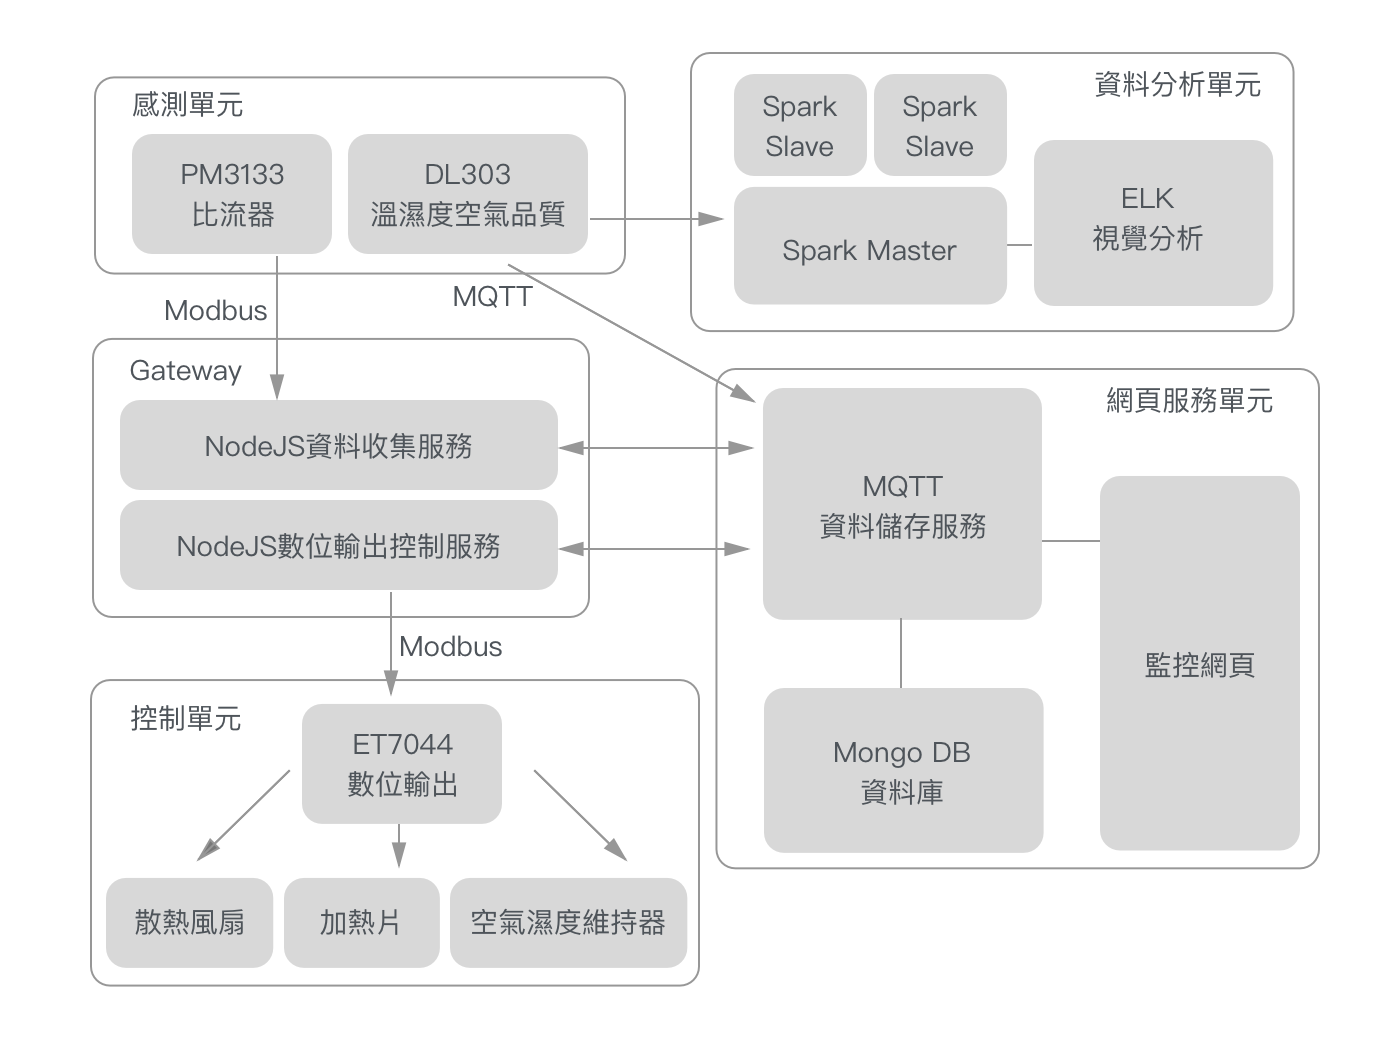 感測單元
PM3133
比流器
DL303
溫濕度空氣品質
資料分析單元
Spark
Slave
Spark
Slave
Spark Master
ELK
視覺分析
Modbus
MQTT
Gateway
NodeJS資料收集服務
NodeJS數位輸出控制服務
網頁服務單元
MQTT
資料儲存服務
監控網頁
Mongo DB
資料庫
Modbus
控制單元
ET7044
數位輸出
散熱風扇
加熱片
空氣濕度維持器